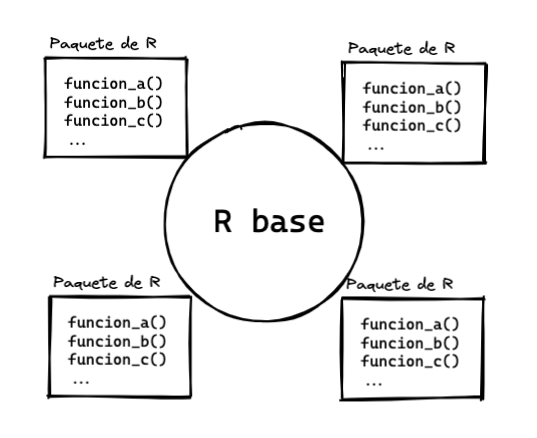 Paquete de R
funcion_a()
funcion_b()
funcion_c()
...
Paquete de R
funcion_a()
funcion_b()
funcion_c()
...
R base
Paquete de R
funcion_a()
funcion_b()
funcion_c()
...
Paquete de R
funcion_a()
funcion_b()
funcion_c()
...